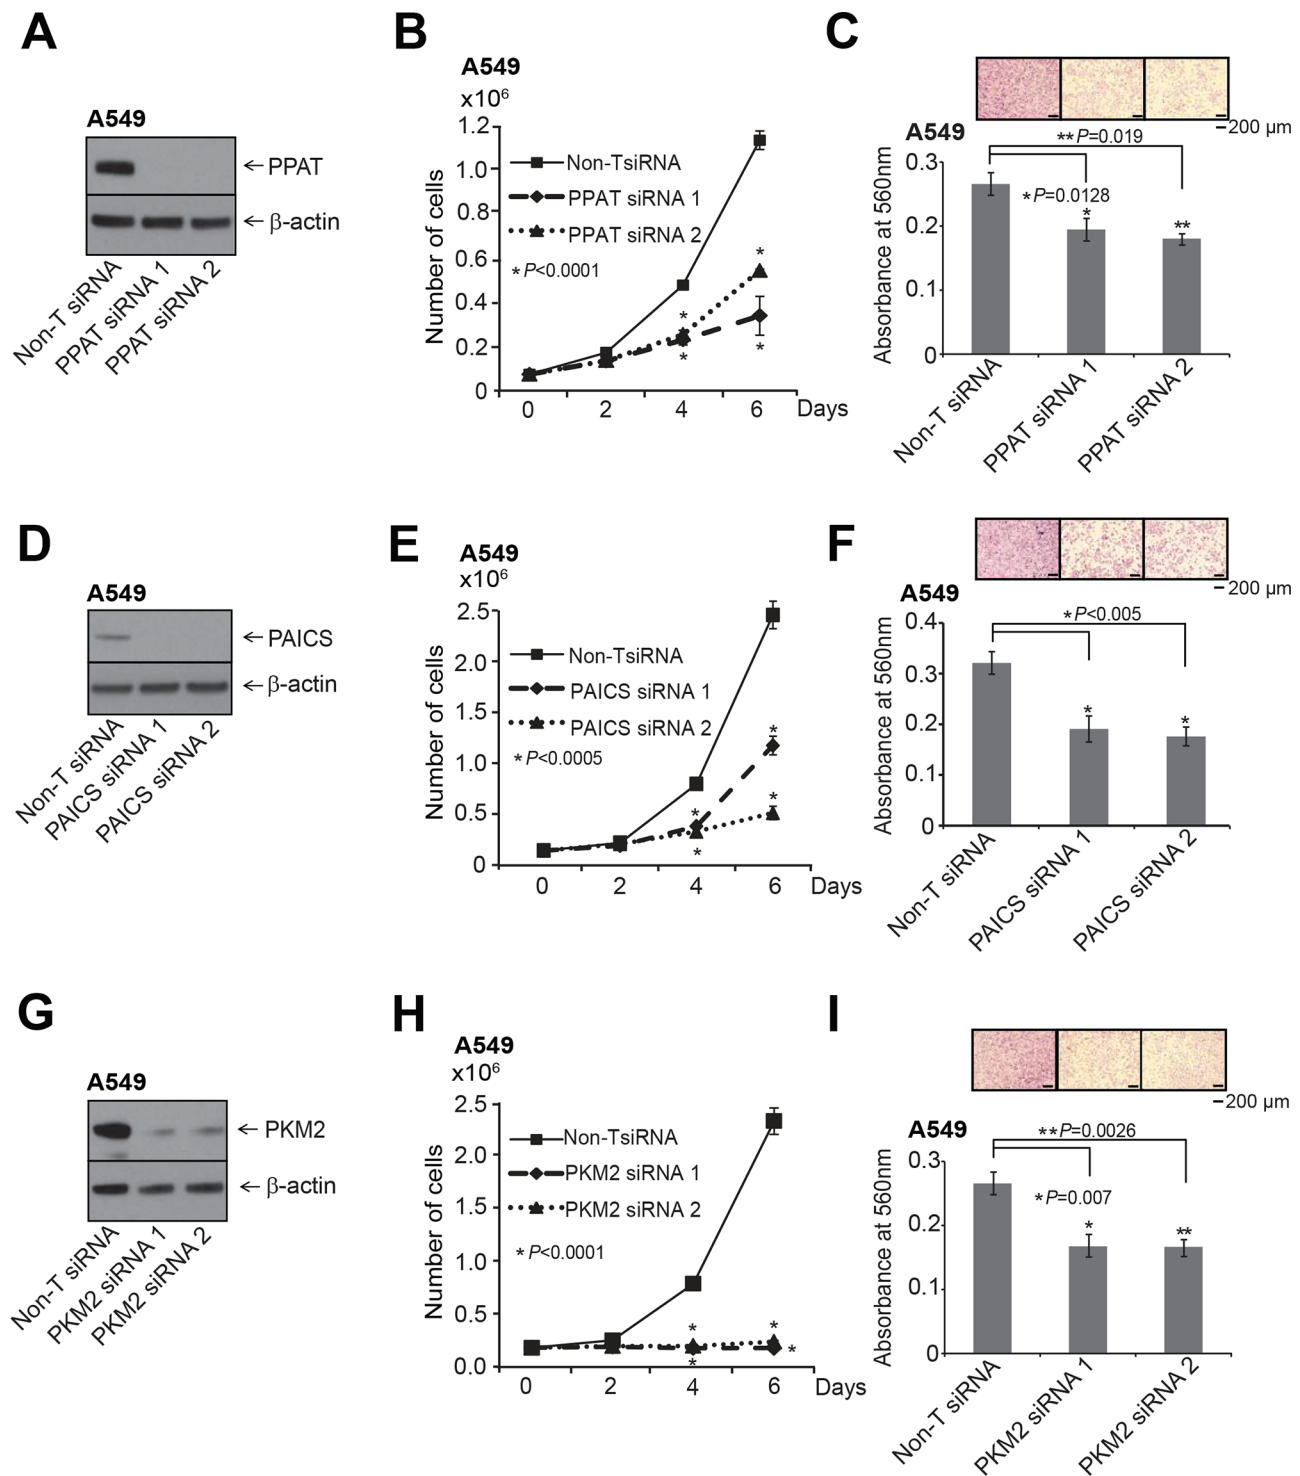 A
A549
←PPAT
←β-actin
Non-T siRNA
PPAT siRNA 1
PPAT siRNA 2
B
A549
x10⁶
Number of cells
1.2
1.0
0.8
0.6
0.4
0.2
0
Non-TsiRNA
PPAT siRNA 1
PPAT siRNA 2
*P<0.0001
*
*
*
*
0 2 4 6 Days
C
200 µm
A549
**P=0.019
*P=0.0128
Absorbance at 560nm
0.3
0.2
0.1
0
*
**
Non-T siRNA
PPAT siRNA 1
PPAT siRNA 2
D
A549
←PAICS
←β-actin
Non-T siRNA
PAICS siRNA 1
PAICS siRNA 2
E
A549
x10⁶
Number of cells
2.5
2.0
1.5
1.0
0.5
0
Non-TsiRNA
PAICS siRNA 1
PAICS siRNA 2
*P<0.0005
*
*
*
*
0 2 4 6 Days
F
200 µm
A549
*P<0.005
Absorbance at 560nm
0.4
0.3
0.2
0.1
0
*
*
Non-T siRNA
PAICS siRNA 1
PAICS siRNA 2
G
A549
←PKM2
←β-actin
Non-T siRNA
PKM2 siRNA 1
PKM2 siRNA 2
H
A549
x10⁶
Number of cells
2.5
2.0
1.5
1.0
0.5
0.0
Non-TsiRNA
PKM2 siRNA 1
PKM2 siRNA 2
*P<0.0001
*
*
*
*
0 2 4 6 Days
I
200 µm
A549
**P=0.0026
*P=0.007
Absorbance at 560nm
0.3
0.2
0.1
0
*
**
Non-T siRNA
PKM2 siRNA 1
PKM2 siRNA 2